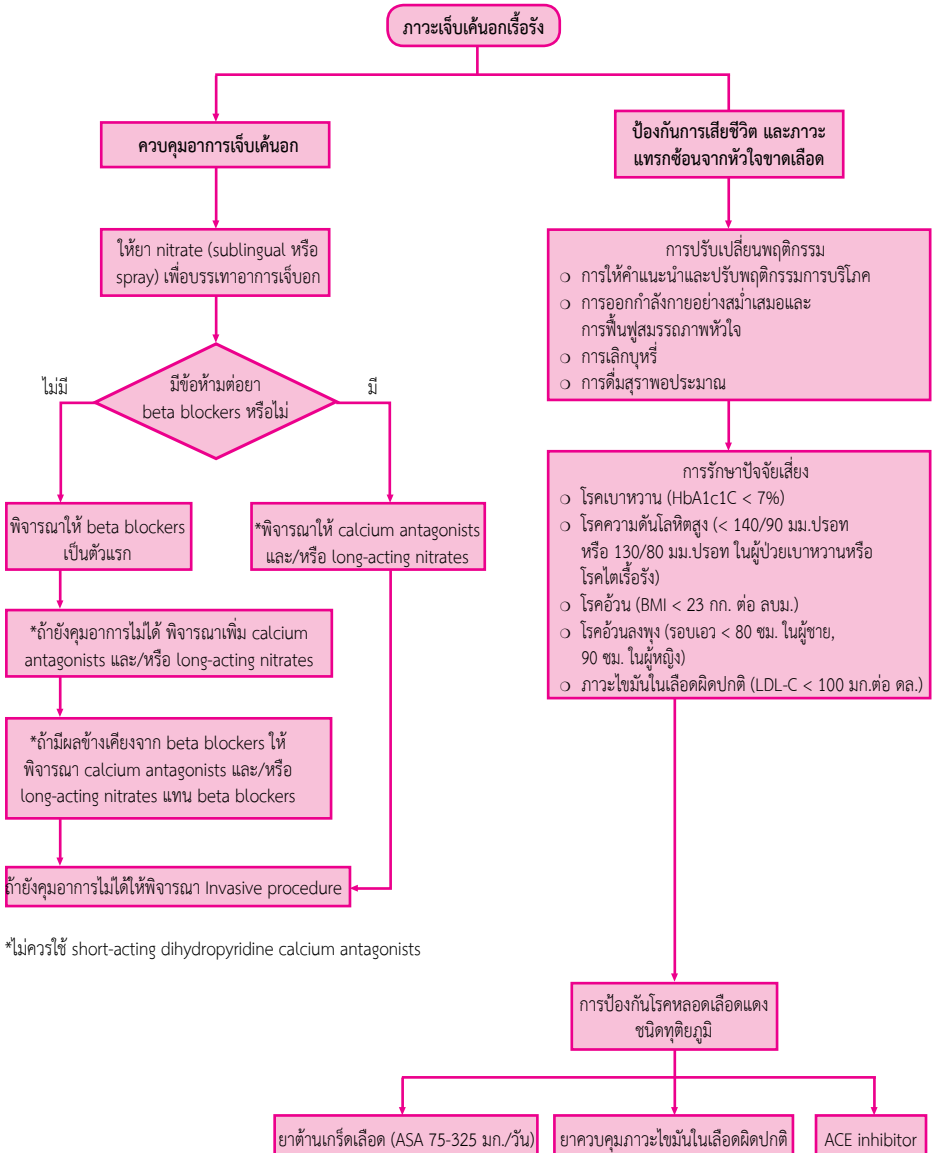 ภาวะเจ็บเค้นอกเรื้อรัง
ควบคุมอาการเจ็บเค้นอก
ให้ยา nitrate (sublingual หรือ
spray) เพื่อบรรเทาอาการเจ็บอก
มีข้อห้ามต่อยา
beta blockers หรือไม่
ไม่มี
มี
พิจารณาให้ beta blockers
เป็นตัวแรก
*พิจารณาให้ calcium antagonists
และ/หรือ long-acting nitrates
*ถ้ายังคุมอาการไม่ได้ พิจารณาเพิ่ม calcium
antagonists และ/หรือ long-acting nitrates
*ถ้ามีผลข้างเคียงจาก beta blockers ให้
พิจารณา calcium antagonists และ/หรือ
long-acting nitrates แทน beta blockers
ถ้ายังคุมอาการไม่ได้ให้พิจารณา Invasive procedure
*ไม่ควรใช้ short-acting dihydropyridine calcium antagonists
ป้องกันการเสียชีวิต และภาวะ
แทรกซ้อนจากหัวใจขาดเลือด
การปรับเปลี่ยนพฤติกรรม
❍ การให้คำแนะนำและปรับพฤติกรรมการบริโภค
❍ การออกกำลังกายอย่างสม่ำเสมอและ
การฟื้นฟูสมรรถภาพหัวใจ
❍ การเลิกบุหรี่
❍ การดื่มสุราพอประมาณ
การรักษาปัจจัยเสี่ยง
❍ โรคเบาหวาน (HbA1c1C < 7%)
❍ โรคความดันโลหิตสูง (< 140/90 มม.ปรอท
หรือ 130/80 มม.ปรอท ในผู้ป่วยเบาหวานหรือ
โรคไตเรื้อรัง)
❍ โรคอ้วน (BMI < 23 กก. ต่อ ลบม.)
❍ โรคอ้วนลงพุง (รอบเอว < 80 ซม. ในผู้ชาย,
90 ซม. ในผู้หญิง)
❍ ภาวะไขมันในเลือดผิดปกติ (LDL-C < 100 มก.ต่อ ดล.)
การป้องกันโรคหลอดเลือดแดง
ชนิดทุติยภูมิ
ยาต้านเกร็ดเลือด (ASA 75-325 มก./วัน)
ยาควบคุมภาวะไขมันในเลือดผิดปกติ
ACE inhibitor